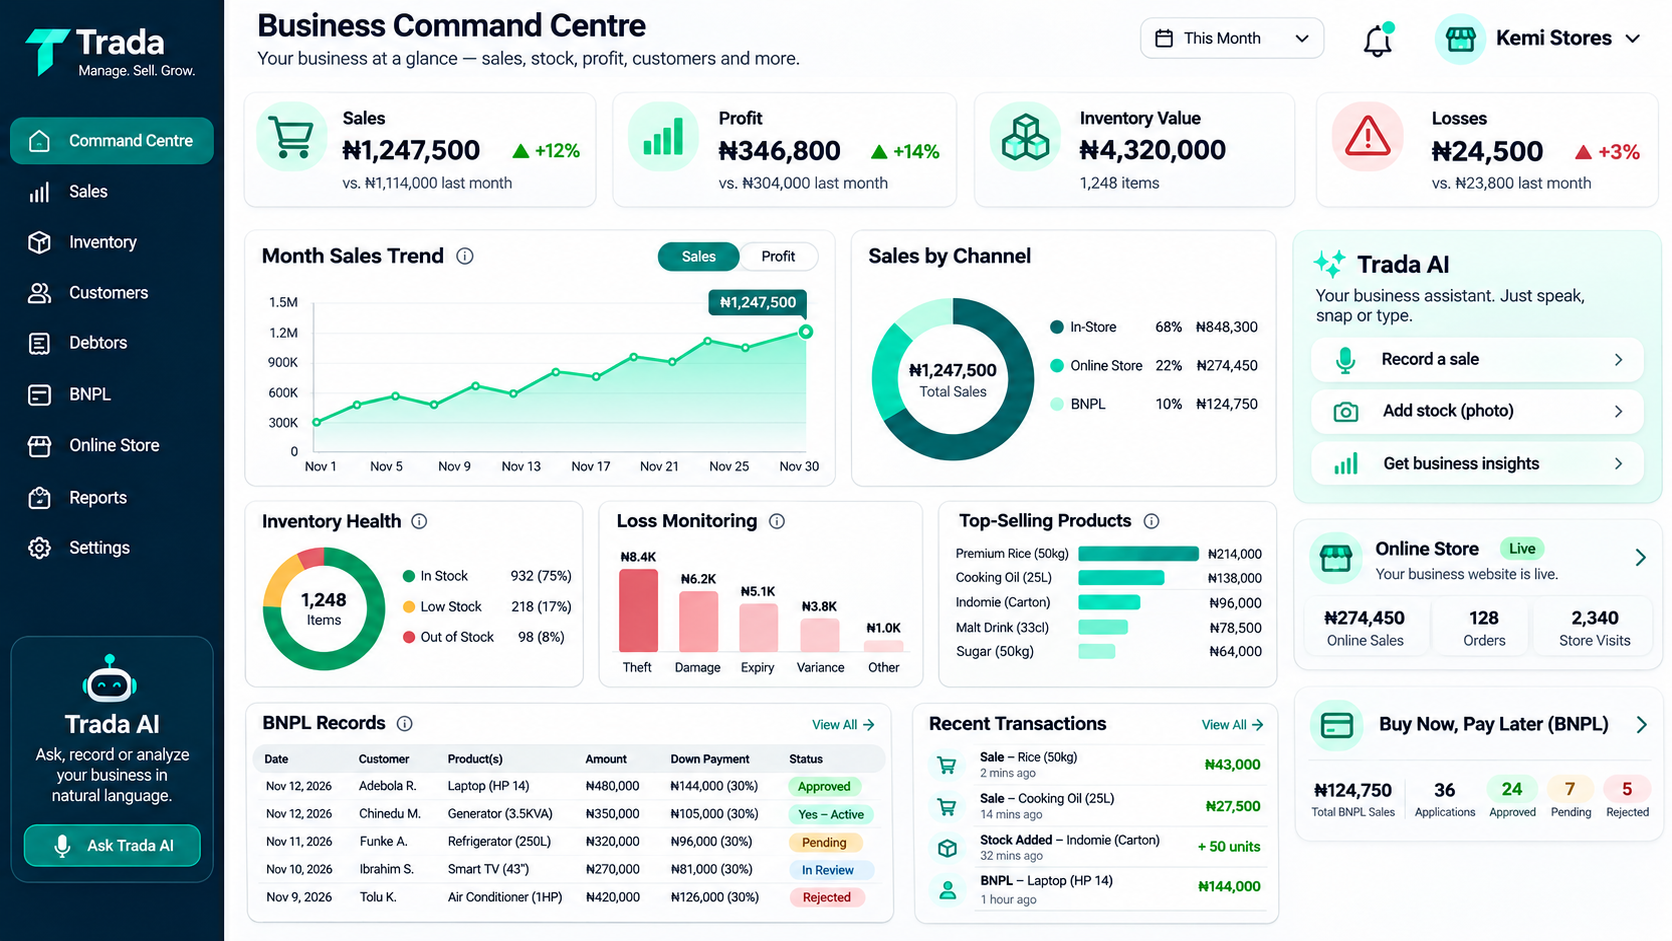 Trada
Manage. Sell. Grow.
Command Centre
Sales
Inventory
Customers
Debtors
BNPL
Online Store
Reports
Settings
Trada AI
Ask, record or analyze
your business in
natural language.
Ask Trada AI
Business Command Centre
Your business at a glance — sales, stock, profit, customers and more.
This Month
Kemi Stores
Sales
₦1,247,500 ▲ +12%
vs. ₦1,114,000 last month
Profit
₦346,800 ▲ +14%
vs. ₦304,000 last month
Inventory Value
₦4,320,000
1,248 items
Losses
₦24,500 ▲ +3%
vs. ₦23,800 last month
Month Sales Trend
Sales Profit
₦1,247,500
1.5M
1.2M
900K
600K
300K
0
Nov 1 Nov 5 Nov 9 Nov 13 Nov 17 Nov 21 Nov 25 Nov 30
Sales by Channel
₦1,247,500
Total Sales
In-Store 68% ₦848,300
Online Store 22% ₦274,450
BNPL 10% ₦124,750
Trada AI
Your business assistant. Just speak,
snap or type.
Record a sale
Add stock (photo)
Get business insights
Inventory Health
1,248
Items
In Stock 932 (75%)
Low Stock 218 (17%)
Out of Stock 98 (8%)
Loss Monitoring
₦8.4K ₦6.2K ₦5.1K ₦3.8K ₦1.0K
Theft Damage Expiry Variance Other
Top-Selling Products
Premium Rice (50kg) ₦214,000
Cooking Oil (25L) ₦138,000
Indomie (Carton) ₦96,000
Malt Drink (33cl) ₦78,500
Sugar (50kg) ₦64,000
Online Store Live
Your business website is live.
₦274,450 128 2,340
Online Sales Orders Store Visits
BNPL Records View All →
Date Customer Product(s) Amount Down Payment Status
Nov 12, 2026 Adebola R. Laptop (HP 14) ₦480,000 ₦144,000 (30%) Approved
Nov 12, 2026 Chinedu M. Generator (3.5KVA) ₦350,000 ₦105,000 (30%) Yes – Active
Nov 11, 2026 Funke A. Refrigerator (250L) ₦320,000 ₦96,000 (30%) Pending
Nov 10, 2026 Ibrahim S. Smart TV (43") ₦270,000 ₦81,000 (30%) In Review
Nov 9, 2026 Tolu K. Air Conditioner (1HP) ₦420,000 ₦126,000 (30%) Rejected
Recent Transactions View All →
Sale – Rice (50kg) ₦43,000
2 mins ago
Sale – Cooking Oil (25L) ₦27,500
14 mins ago
Stock Added – Indomie (Carton) + 50 units
32 mins ago
BNPL – Laptop (HP 14) ₦144,000
1 hour ago
Buy Now, Pay Later (BNPL)
₦124,750 36 24 7 5
Total BNPL Sales Applications Approved Pending Rejected